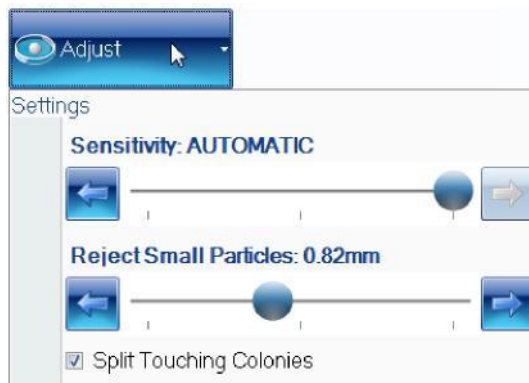 Adjust
Settings
Sensitivity: AUTOMATIC
Reject Small Particles: 0.82mm
Split Touching Colonies